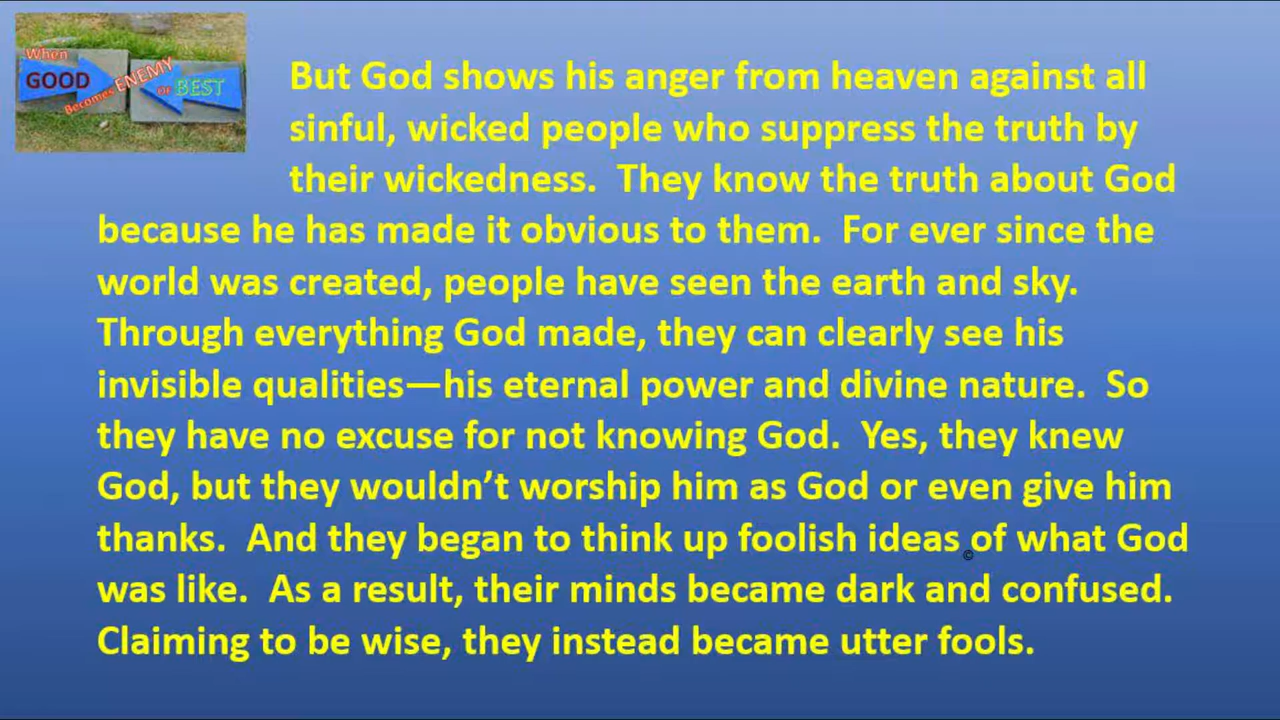 When
GOOD
Becomes ENEMY
OF BEST
But God shows his anger from heaven against all
sinful, wicked people who suppress the truth by
their wickedness.  They know the truth about God
because he has made it obvious to them.  For ever since the
world was created, people have seen the earth and sky.
Through everything God made, they can clearly see his
invisible qualities—his eternal power and divine nature.  So
they have no excuse for not knowing God.  Yes, they knew
God, but they wouldn’t worship him as God or even give him
thanks.  And they began to think up foolish ideas of what God
©
was like.  As a result, their minds became dark and confused.
Claiming to be wise, they instead became utter fools.